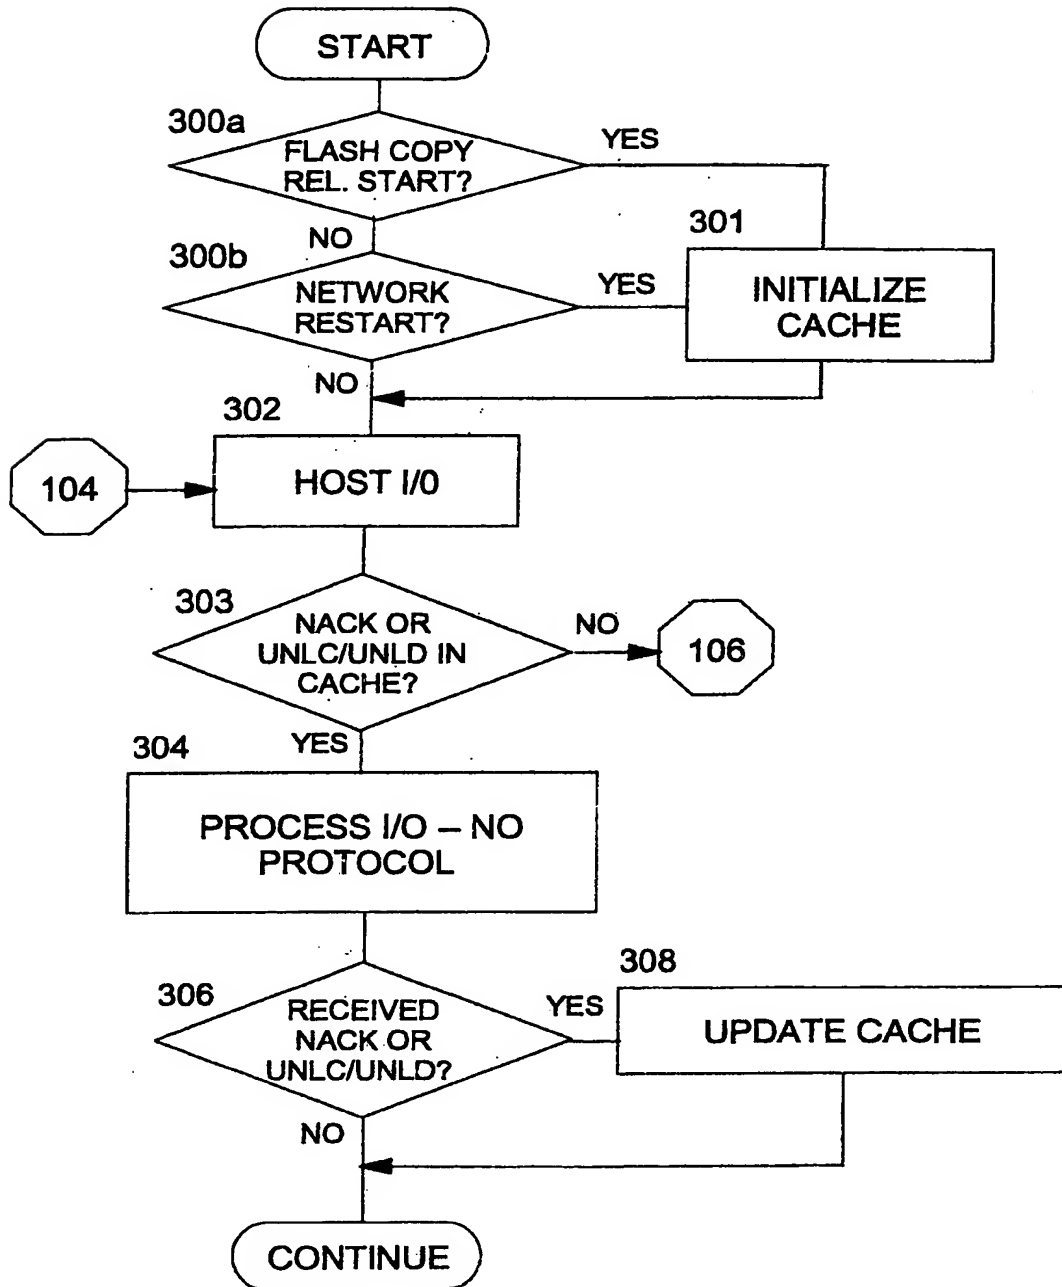 START
300a
FLASH COPY
REL. START?
YES
NO
301
INITIALIZE
CACHE
300b
NETWORK
RESTART?
YES
NO
302
HOST I/0
104
303
NACK OR
UNLC/UNLD IN
CACHE?
NO
106
YES
304
PROCESS I/O – NO
PROTOCOL
306
RECEIVED
NACK OR
UNLC/UNLD?
YES
308
UPDATE CACHE
NO
CONTINUE